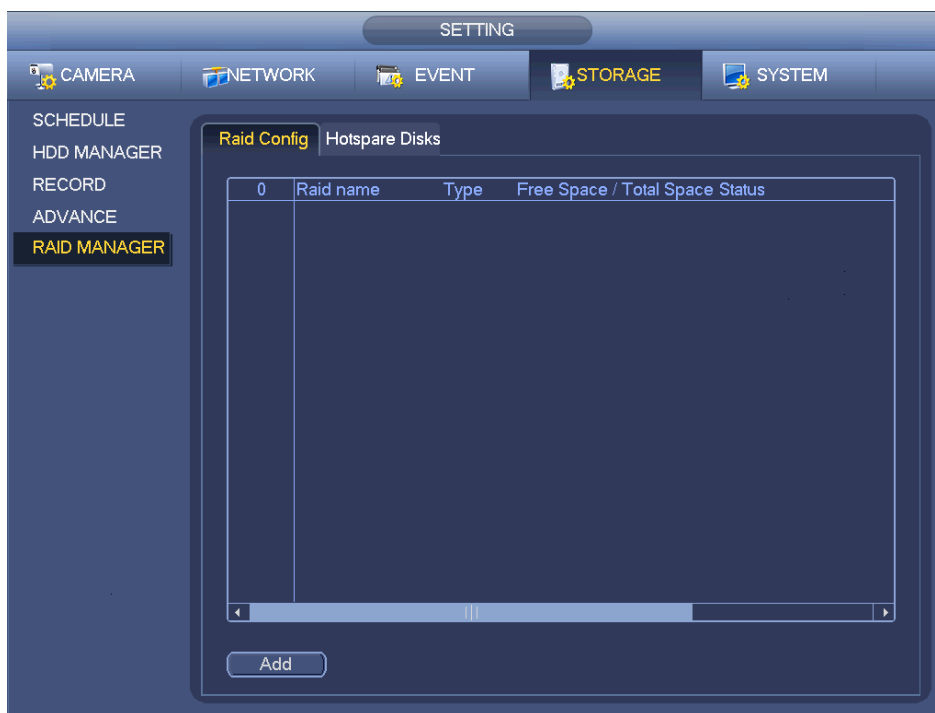 SETTING
CAMERA NETWORK EVENT STORAGE SYSTEM
SCHEDULE
HDD MANAGER
RECORD
ADVANCE
RAID MANAGER
Raid Config Hotspare Disks
0 Raid name Type Free Space / Total Space Status
Add